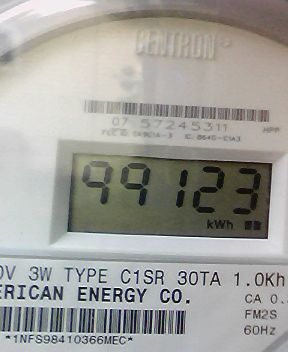 CENTRON
07 57245311 HPP
99123
kWh
0V 3W TYPE C1SR 30TA 1.0Kh
ERICAN ENERGY CO. CA 0.
FM2S
*1NFS98410366MEC* 60Hz